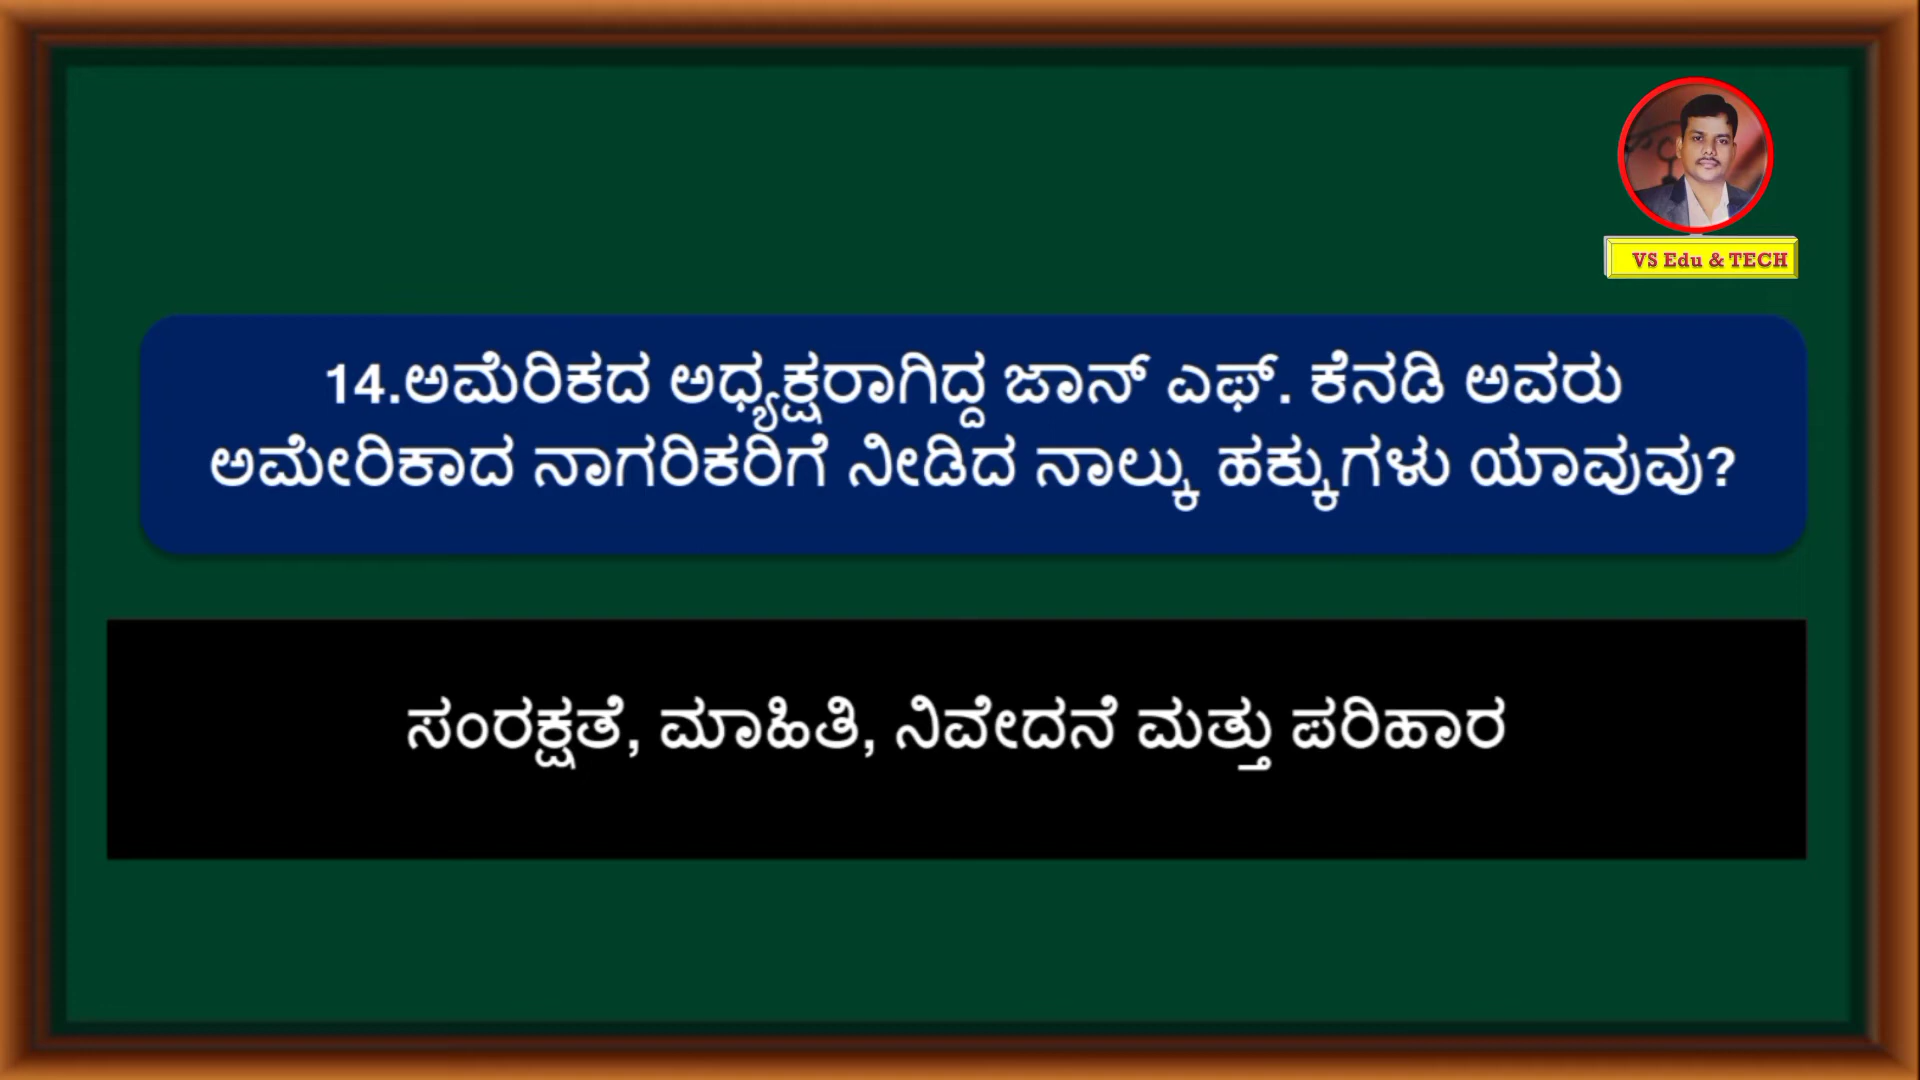 VS Edu & TECH
14.ಅಮೆರಿಕದ ಅಧ್ಯಕ್ಷರಾಗಿದ್ದ ಜಾನ್ ಎಫ್. ಕೆನಡಿ ಅವರು
ಅಮೇರಿಕಾದ ನಾಗರಿಕರಿಗೆ ನೀಡಿದ ನಾಲ್ಕು ಹಕ್ಕುಗಳು ಯಾವುವು?
ಸಂರಕ್ಷತೆ, ಮಾಹಿತಿ, ನಿವೇದನೆ ಮತ್ತು ಪರಿಹಾರ